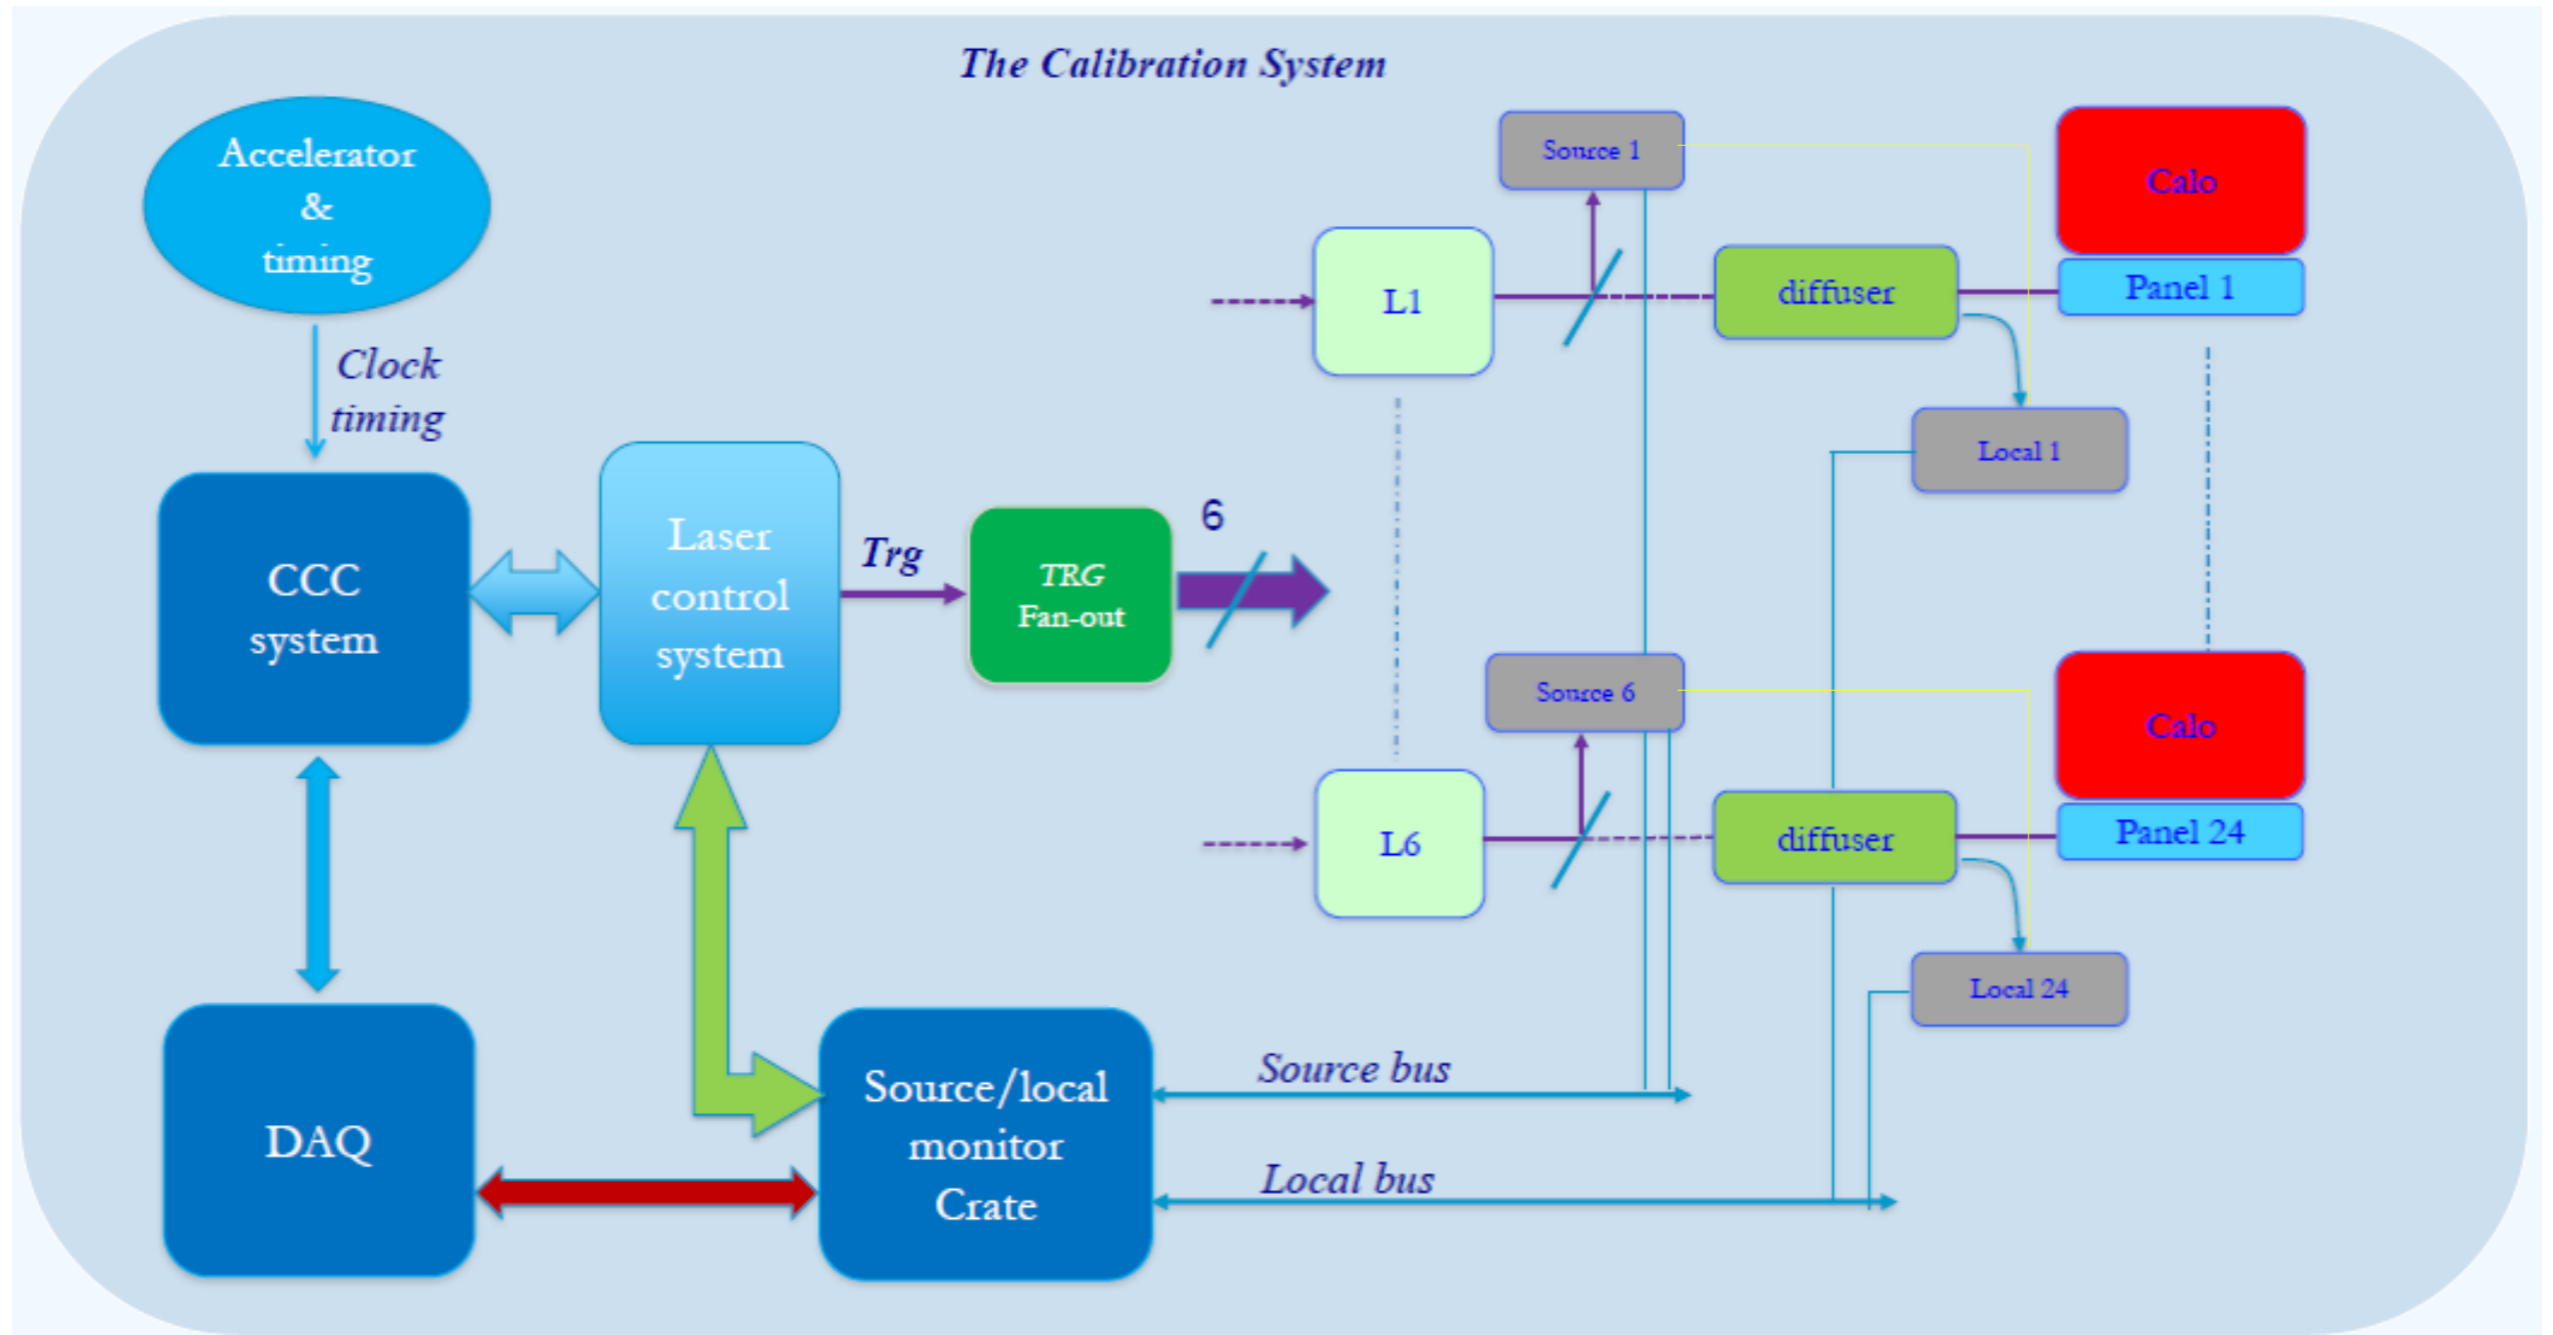 The Calibration System
Accelerator
&
timing
Clock
timing
CCC
system
Laser
control
system
Trg
TRG
Fan-out
6
Source 1
Calo
L1
diffuser
Panel 1
Local 1
Source 6
Calo
L6
diffuser
Panel 24
Local 24
DAQ
Source/local
monitor
Crate
Source bus
Local bus